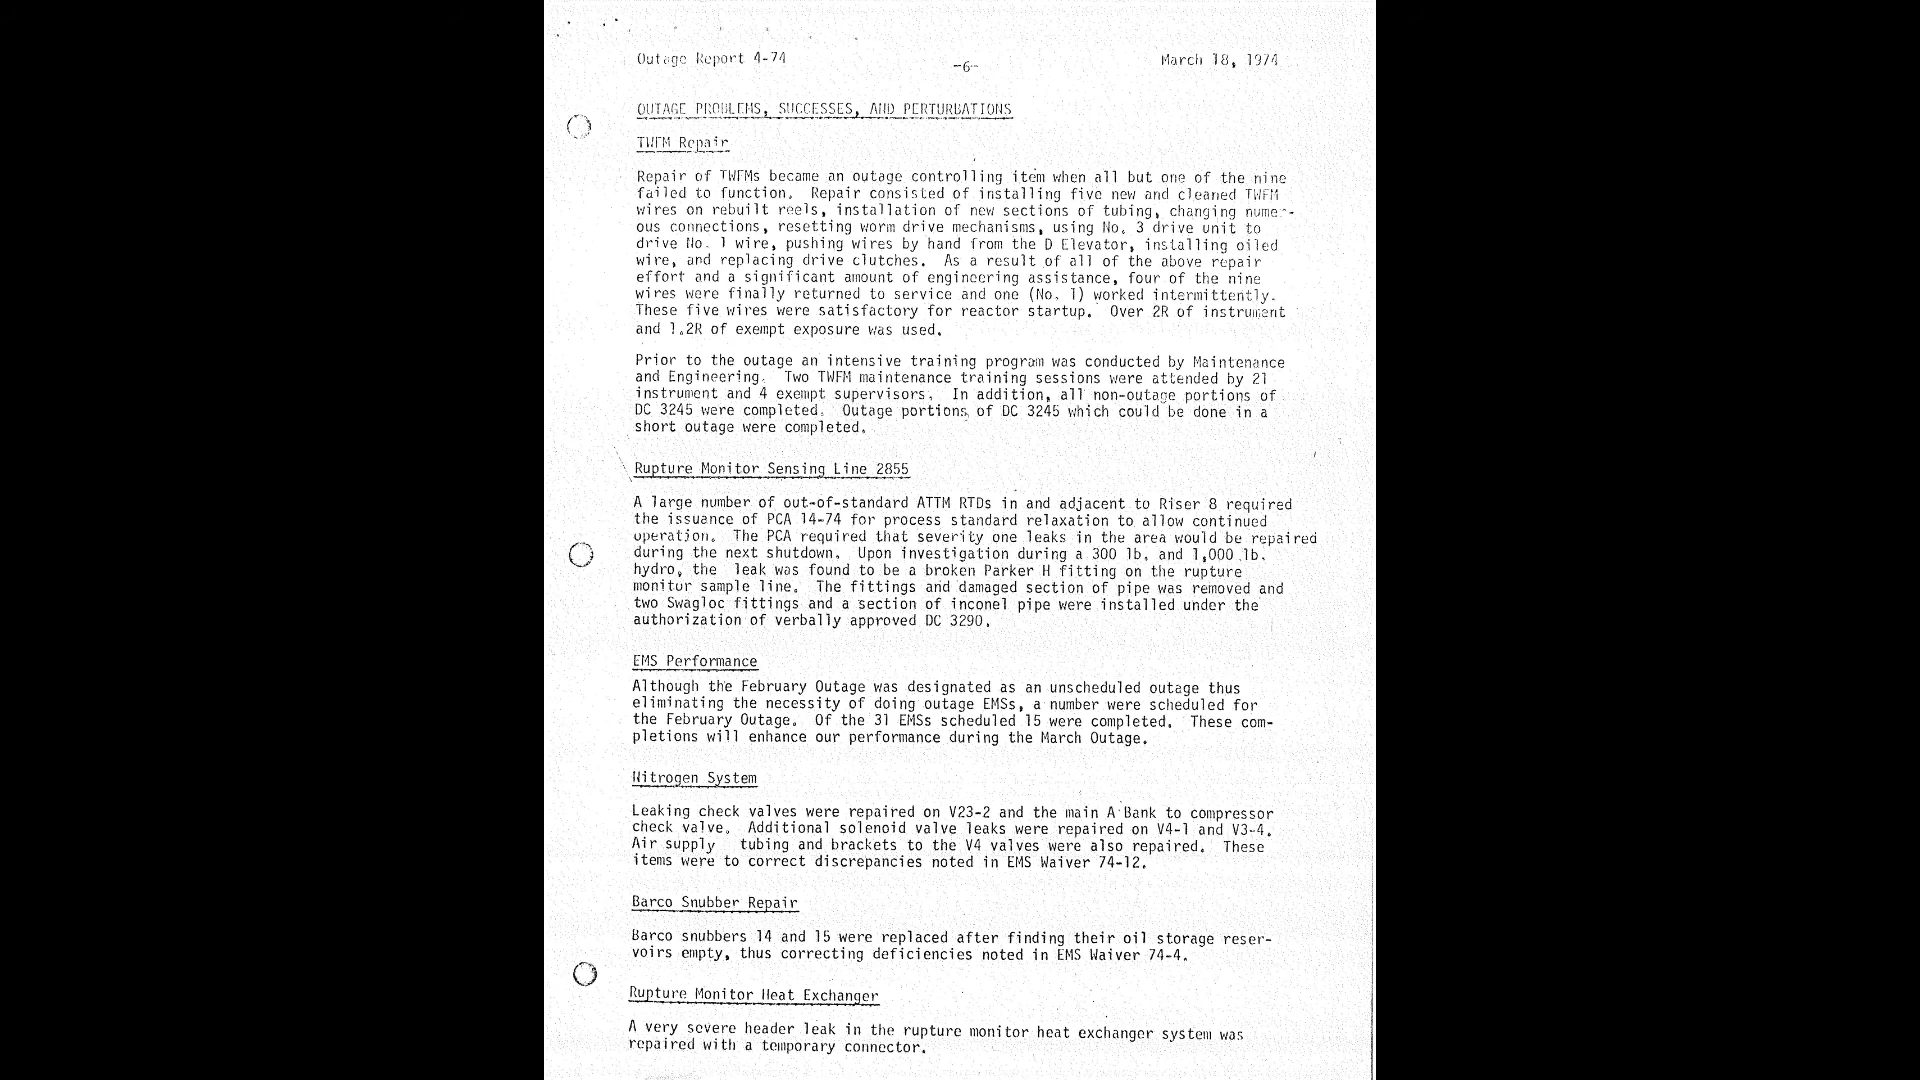 Outage Report 4-74
-6-
March 18, 1974
OUTAGE PROBLEMS, SUCCESSES, AND PERTURBATIONS
TWFM Repair
Repair of TWFMs became an outage controlling item when all but one of the nine
failed to function. Repair consisted of installing five new and cleaned TWFM
wires on rebuilt reels, installation of new sections of tubing, changing numer-
ous connections, resetting worm drive mechanisms, using No. 3 drive unit to
drive No. 1 wire, pushing wires by hand from the D Elevator, installing oiled
wire, and replacing drive clutches. As a result of all of the above repair
effort and a significant amount of engineering assistance, four of the nine
wires were finally returned to service and one (No. 1) worked intermittently.
These five wires were satisfactory for reactor startup. Over 2R of instrument
and 1.2R of exempt exposure was used.
Prior to the outage an intensive training program was conducted by Maintenance
and Engineering. Two TWFM maintenance training sessions were attended by 21
instrument and 4 exempt supervisors. In addition, all non-outage portions of
DC 3245 were completed. Outage portions of DC 3245 which could be done in a
short outage were completed.
Rupture Monitor Sensing Line 2855
A large number of out-of-standard ATTM RTDs in and adjacent to Riser 8 required
the issuance of PCA 14-74 for process standard relaxation to allow continued
operation. The PCA required that severity one leaks in the area would be repaired
during the next shutdown. Upon investigation during a 300 lb. and 1,000 lb.
hydro, the leak was found to be a broken Parker H fitting on the rupture
monitor sample line. The fittings and damaged section of pipe was removed and
two Swagloc fittings and a section of inconel pipe were installed under the
authorization of verbally approved DC 3290.
EMS Performance
Although the February Outage was designated as an unscheduled outage thus
eliminating the necessity of doing outage EMSs, a number were scheduled for
the February Outage. Of the 31 EMSs scheduled 15 were completed. These com-
pletions will enhance our performance during the March Outage.
Nitrogen System
Leaking check valves were repaired on V23-2 and the main A Bank to compressor
check valve. Additional solenoid valve leaks were repaired on V4-1 and V3-4.
Air supply tubing and brackets to the V4 valves were also repaired. These
items were to correct discrepancies noted in EMS Waiver 74-12.
Barco Snubber Repair
Barco snubbers 14 and 15 were replaced after finding their oil storage reser-
voirs empty, thus correcting deficiencies noted in EMS Waiver 74-4.
Rupture Monitor Heat Exchanger
A very severe header leak in the rupture monitor heat exchanger system was
repaired with a temporary connector.